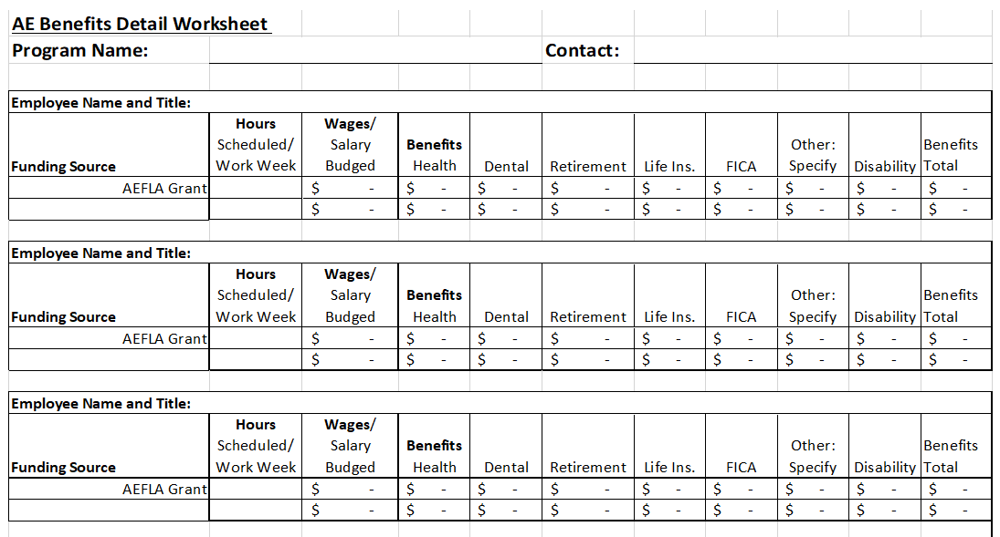 AE Benefits Detail Worksheet
Program Name: Contact:
Employee Name and Title:
Hours Wages/
Scheduled/ Salary Benefits Other: Benefits
Funding Source Work Week Budgeted Health Dental Retirement Life Ins. FICA Specify Disability Total
AEFLA Grant $ - $ - $ - $ - $ - $ - $ - $ - $ -
$ - $ - $ - $ - $ - $ - $ - $ - $ -
Employee Name and Title:
Hours Wages/
Scheduled/ Salary Benefits Other: Benefits
Funding Source Work Week Budgeted Health Dental Retirement Life Ins. FICA Specify Disability Total
AEFLA Grant $ - $ - $ - $ - $ - $ - $ - $ - $ -
$ - $ - $ - $ - $ - $ - $ - $ - $ -
Employee Name and Title:
Hours Wages/
Scheduled/ Salary Benefits Other: Benefits
Funding Source Work Week Budgeted Health Dental Retirement Life Ins. FICA Specify Disability Total
AEFLA Grant $ - $ - $ - $ - $ - $ - $ - $ - $ -
$ - $ - $ - $ - $ - $ - $ - $ - $ -